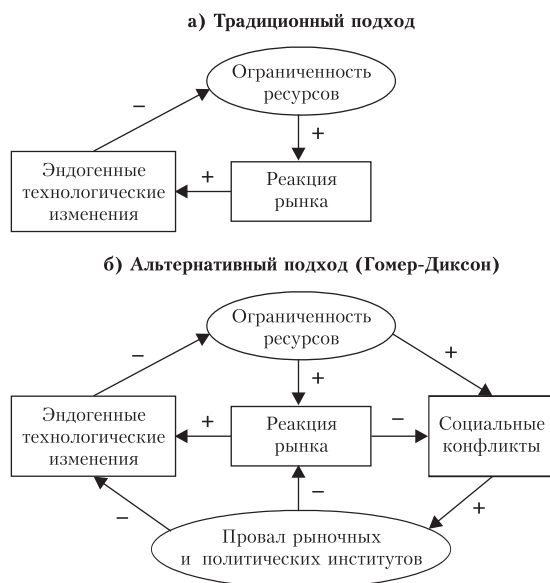 а) Традиционный подход
Ограниченность
ресурсов
–
+
Эндогенные
технологические
изменения
+
Реакция
рынка
б) Альтернативный подход (Гомер-Диксон)
Ограниченность
ресурсов
–
+
+
Эндогенные
технологические
изменения
+
Реакция
рынка
–
Социальные
конфликты
–
–
+
Провал рыночных
и политических институтов